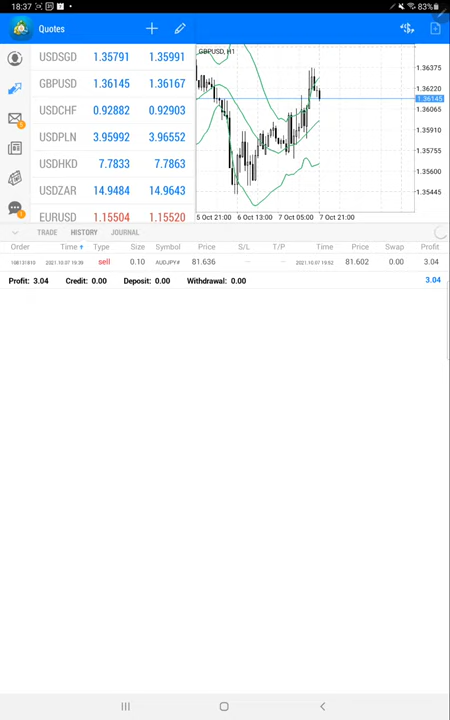 18:37
83%
Quotes
USDSGD 1.35791 1.35991
GBPUSD 1.36145 1.36167
USDCHF 0.92882 0.92903
USDPLN 3.95992 3.96552
USDHKD 7.7833 7.7863
USDZAR 14.9484 14.9643
EURUSD 1.15504 1.15520
GBPUSD, H1
1.36375
1.36220
1.36145
1.36065
1.35910
1.35755
1.35600
1.35445
5 Oct 21:00 6 Oct 13:00 7 Oct 05:00 7 Oct 21:00
TRADE HISTORY JOURNAL
Order Time Type Size Symbol Price S/L T/P Time Price Swap Profit
2021.10.07 19:39 sell 0.10 AUDJPY# 81.636 — — 2021.10.07 19:52 81.602 0.00 3.04
Profit: 3.04 Credit: 0.00 Deposit: 0.00 Withdrawal: 0.00 3.04